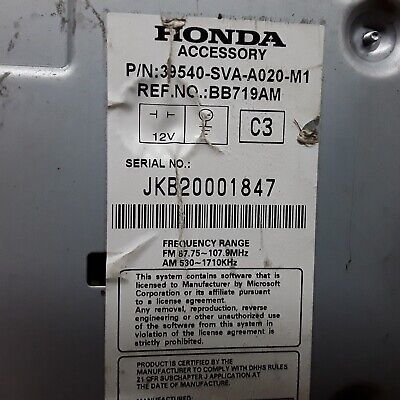 HONDA
ACCESSORY
P/N:39540-SVA-A020-M1
REF.NO.:BB719AM
12V
C3
SERIAL NO.:
JKB20001847
FREQUENCY RANGE
FM 87.75~107.9MHz
AM 530~1710KHz
This system contains software that is
licensed to Manufacturer by Microsoft
Corporation or its affiliate pursuant
to a license agreement.
Any removal, reproduction, reverse
engineering or other unauthorized use
of the software from this system in
violation of the license agreement is
strictly prohibited.
CERTIFIED BY THE
MANUFACTURER TO COMPLY WITH DHHS RULES
21 CFR SUBCHAPTER J APPLICATION AT
THE DATE OF MANUFACTURE.
MANUFACTURED